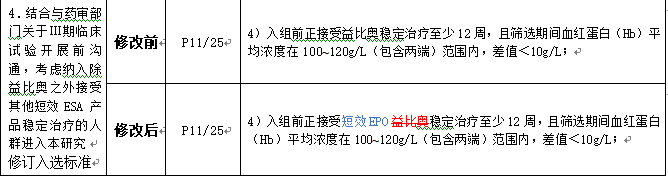 4.结合与药审部
门关于III期临床
试验开展前沟
通，考虑纳入除
益比奥之外接受
其他短效 ESA 产
品稳定治疗的人
群进入本研究
修订入选标准
修改前
P11/25
4）入组前正接受益比奥稳定治疗至少 12 周，且筛选期间血红蛋白（Hb）平
均浓度在 100~120g/L（包含两端）范围内，差值＜10g/L；
修改后
P11/25
4）入组前正接受短效 EPO 益比奥稳定治疗至少 12 周，且筛选期间血红蛋白
（Hb）平均浓度在 100~120g/L（包含两端）范围内，差值＜10g/L；